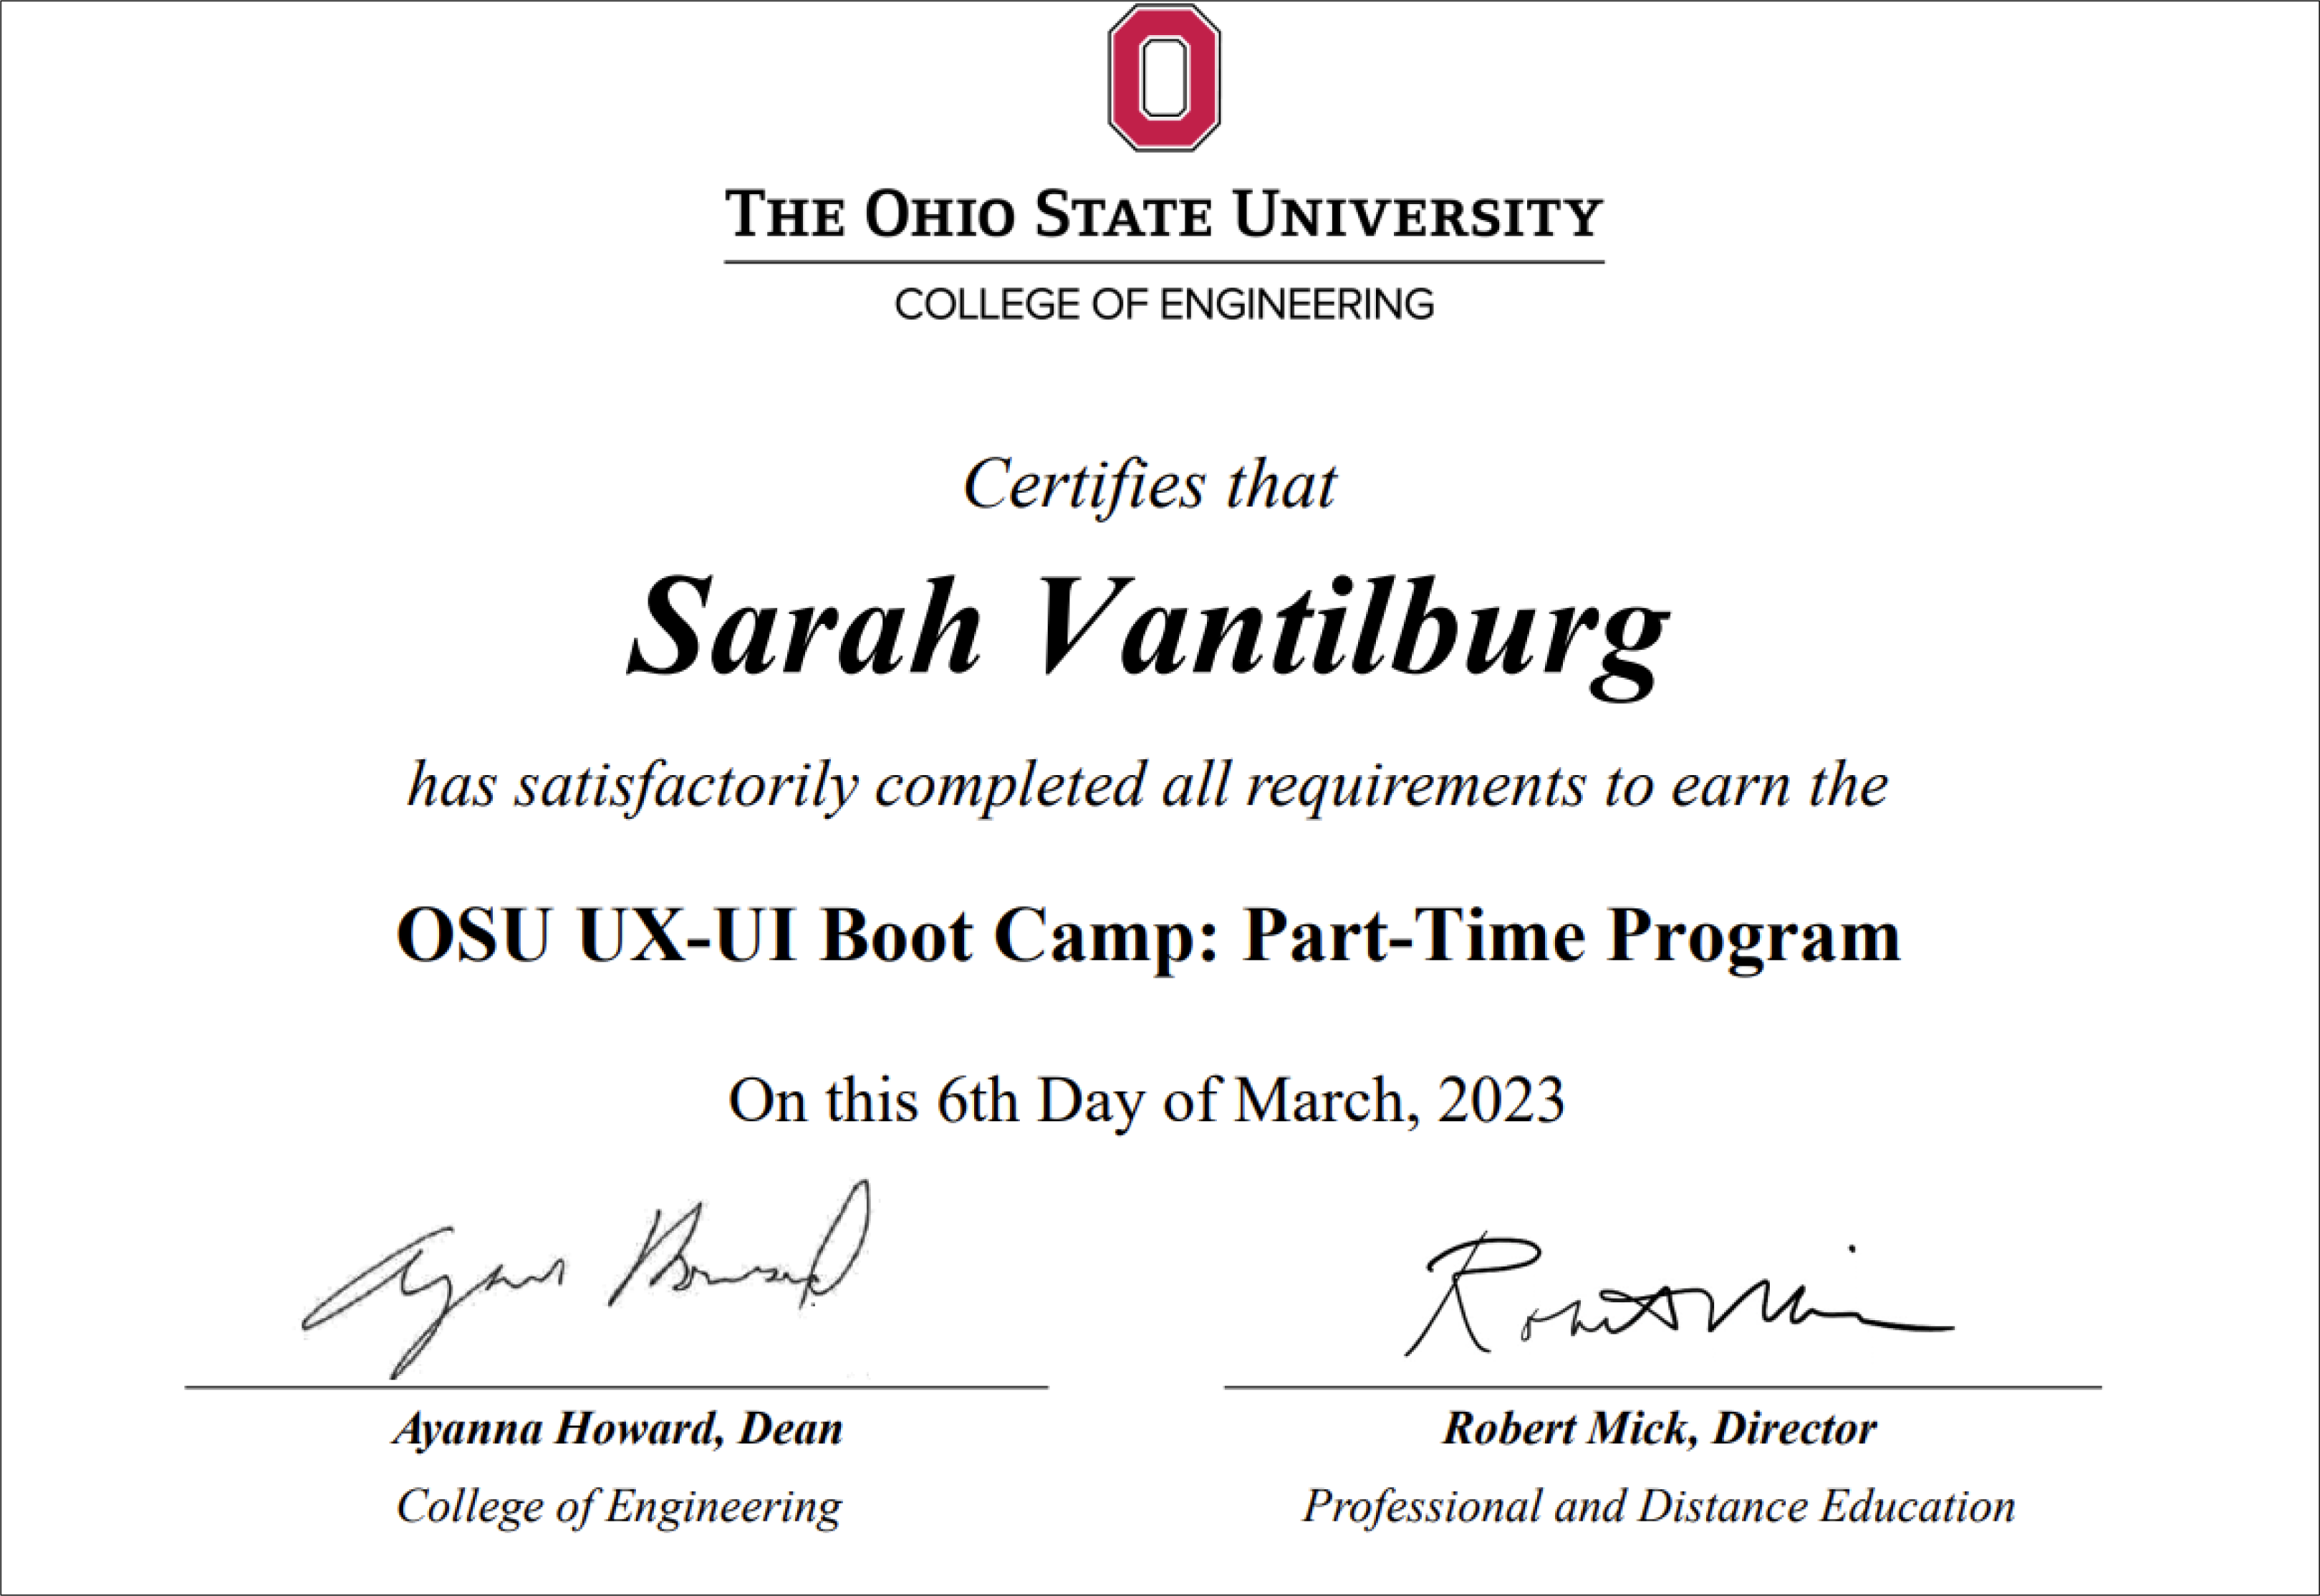 THE OHIO STATE UNIVERSITY
COLLEGE OF ENGINEERING
Certifies that
Sarah Vantilburg
has satisfactorily completed all requirements to earn the
OSU UX-UI Boot Camp: Part-Time Program
On this 6th Day of March, 2023
Ayanna Howard, Dean
College of Engineering
Robert Mick, Director
Professional and Distance Education